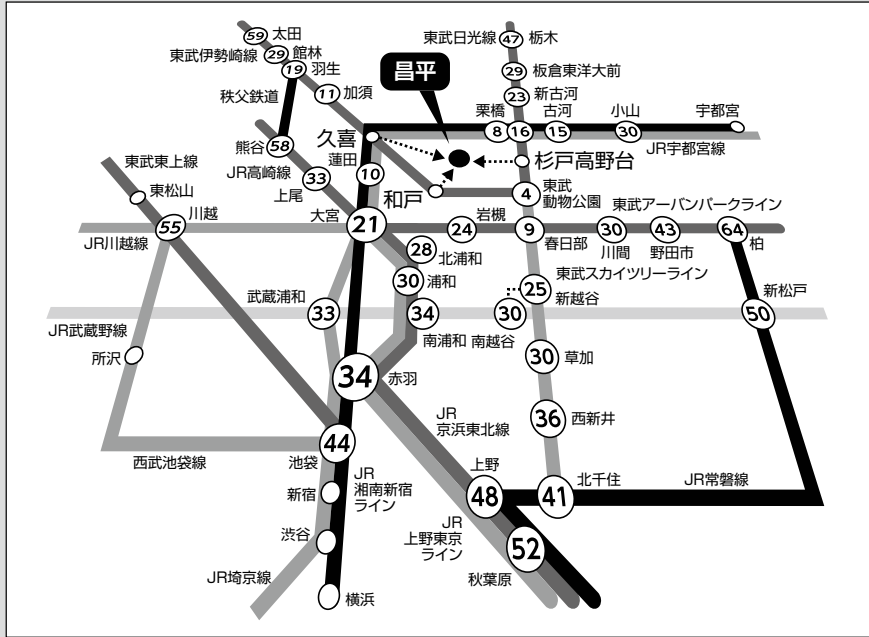 59
太田
29
館林
東武伊勢崎線
19
羽生
秩父鉄道
11
加須
昌平
東武日光線
47
栃木
29
板倉東洋大前
23
新古河
栗橋
古河
小山
宇都宮
8
16
15
30
JR宇都宮線
熊谷
58
久喜
蓮田
10
JR高崎線
33
上尾
和戸
杉戸高野台
4
東武
動物公園
東武東上線
東松山
川越
55
JR川越線
大宮
21
24
岩槻
9
春日部
東武アーバンパークライン
30
川間
43
野田市
64
柏
28
北浦和
30
浦和
東武スカイツリーライン
25
新越谷
武蔵浦和
33
34
南浦和
30
南越谷
新松戸
50
JR武蔵野線
所沢
30
草加
34
赤羽
36
西新井
JR
京浜東北線
44
池袋
西武池袋線
上野
48
北千住
41
JR常磐線
新宿
JR
湘南新宿
ライン
渋谷
JR
上野東京
ライン
52
秋葉原
JR埼京線
横浜